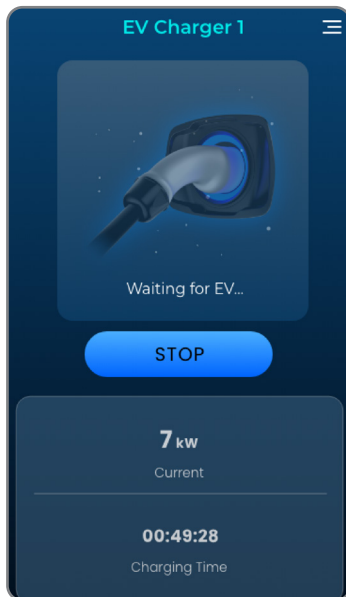 EV Charger 1
Waiting for EV...
STOP
7 kW
Current
00:49:28
Charging Time